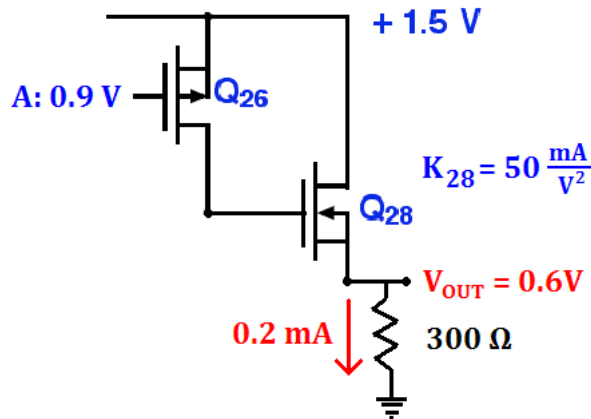 + 1.5 V
A: 0.9 V
Q26
K28 = 50 mA/V²
Q28
VOUT = 0.6V
0.2 mA
300 Ω